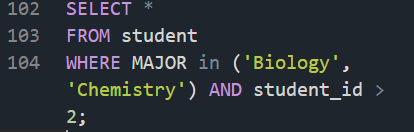 102 SELECT *
103 FROM student
104 WHERE MAJOR in ('Biology',
'Chemistry') AND student_id >
2;